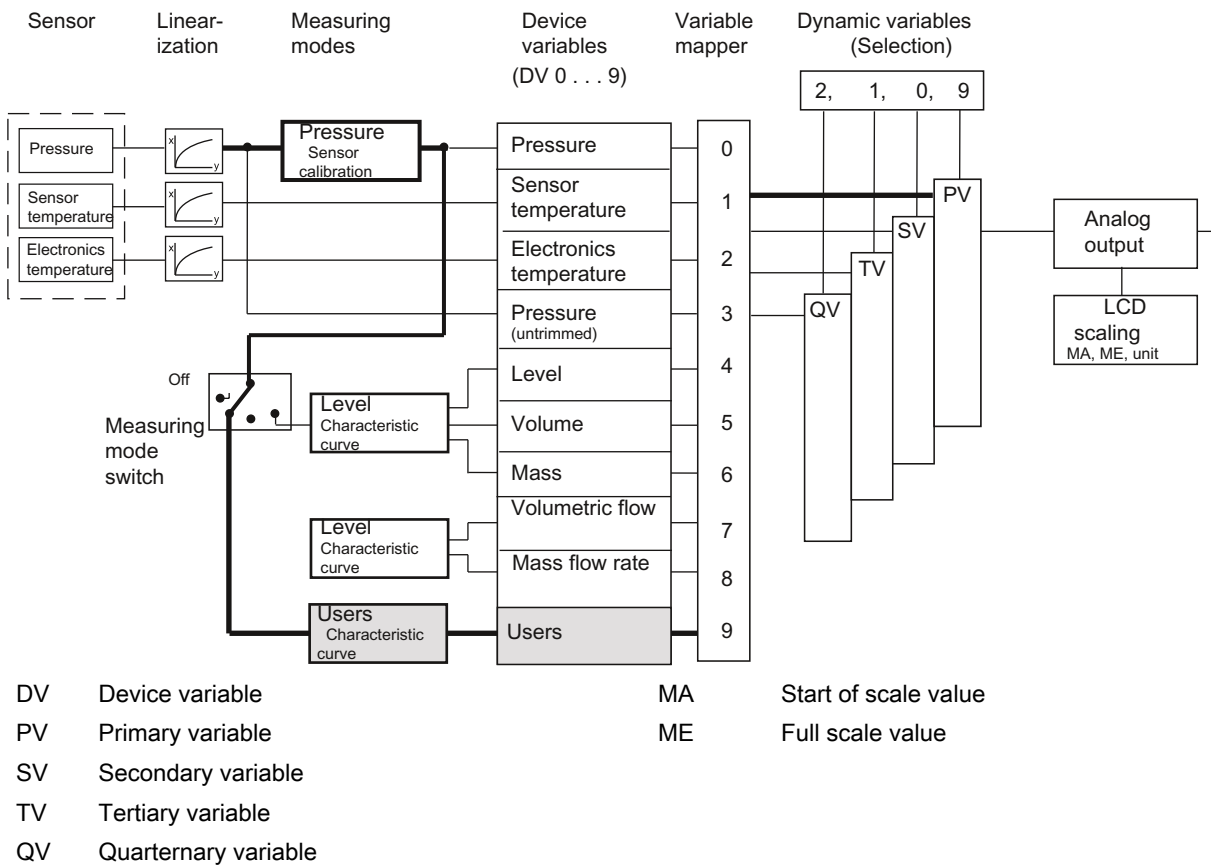 Sensor
Linear-
ization
Measuring
modes
Device
variables
(DV 0 . . . 9)
Variable
mapper
Dynamic variables
(Selection)
2, 1, 0, 9
Pressure
Sensor
temperature
Electronics
temperature
x
y
x
y
x
y
Pressure
Sensor
calibration
Pressure
Sensor
temperature
Electronics
temperature
Pressure
(untrimmed)
Level
Volume
Mass
Volumetric flow
Mass flow rate
Users
0
1
2
3
4
5
6
7
8
9
PV
SV
TV
QV
Analog
output
LCD
scaling
MA, ME, unit
Off
Measuring
mode
switch
Level
Characteristic
curve
Level
Characteristic
curve
Users
Characteristic
curve
DV Device variable
PV Primary variable
SV Secondary variable
TV Tertiary variable
QV Quarternary variable
MA Start of scale value
ME Full scale value